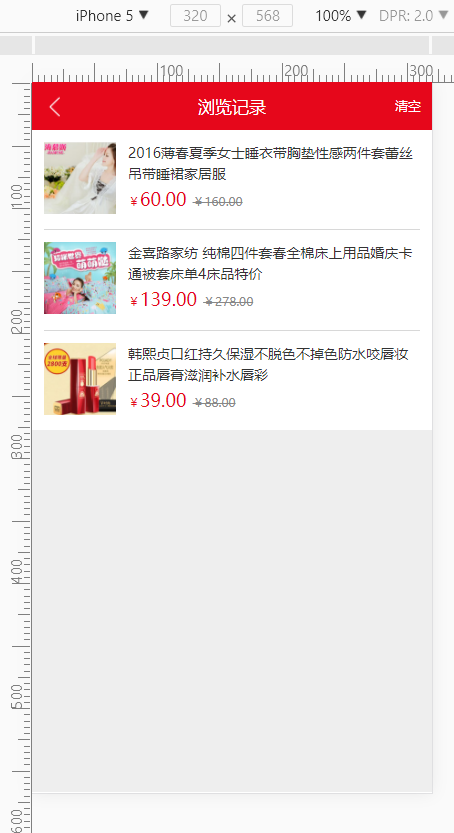 iPhone 5 ▼ 320 × 568 100% ▼ DPR: 2.0 ▼
100 200 300
浏览记录 清空
2016薄春夏季女士睡衣带胸垫性感两件套蕾丝
吊带睡裙家居服
¥60.00 ¥160.00
金喜路家纺 纯棉四件套春全棉床上用品婚庆卡
通被套床单4床品特价
¥139.00 ¥278.00
韩熙贞口红持久保湿不脱色不掉色防水咬唇妆
正品唇膏滋润补水唇彩
¥39.00 ¥88.00
100
200
300
400
500
600